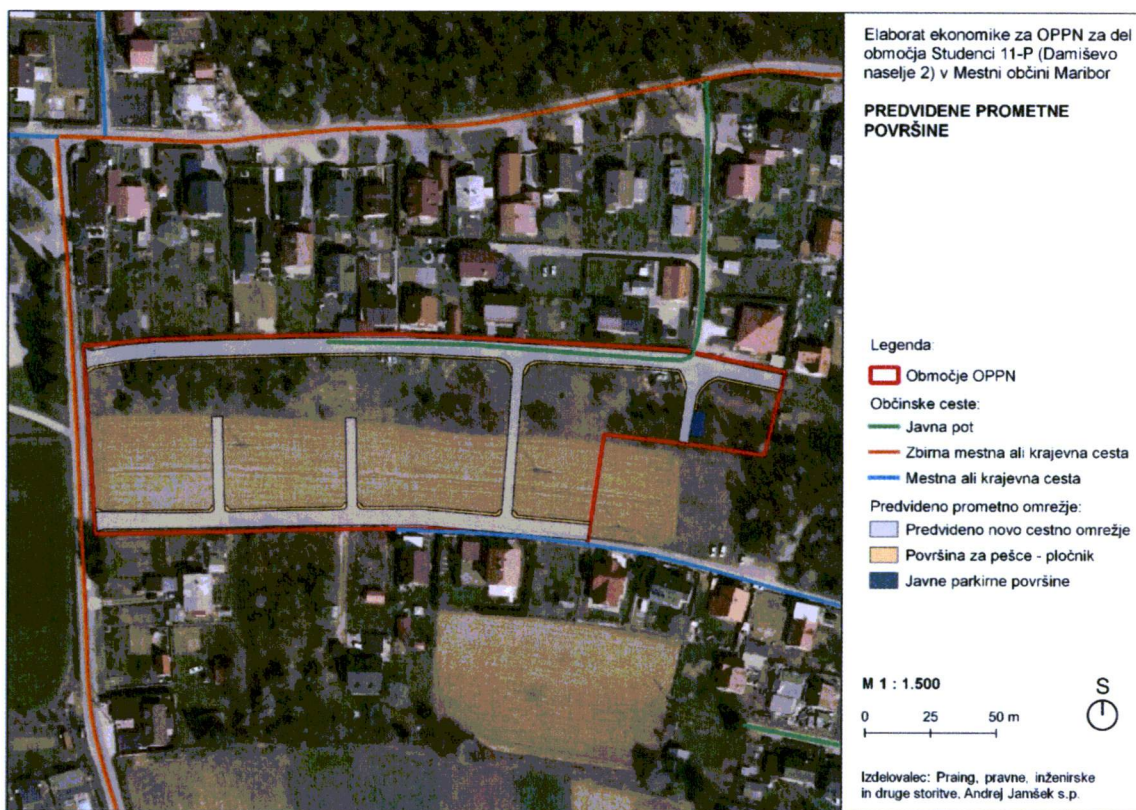 Elaborat ekonomike za OPPN za del
območja Studenci 11-P (Damiševo
naselje 2) v Mestni občini Maribor
PREDVIDENE PROMETNE
POVRŠINE
Legenda:
Območje OPPN
Občinske ceste:
Javna pot
Zbirna mestna ali krajevna cesta
Mestna ali krajevna cesta
Predvideno prometno omrežje:
Predvideno novo cestno omrežje
Površina za pešce - pločnik
Javne parkirne površine
M 1 : 1.500
S
0 25 50 m
Izdelovalec: Praing, pravne, inženirske
in druge storitve, Andrej Jamšek s.p.